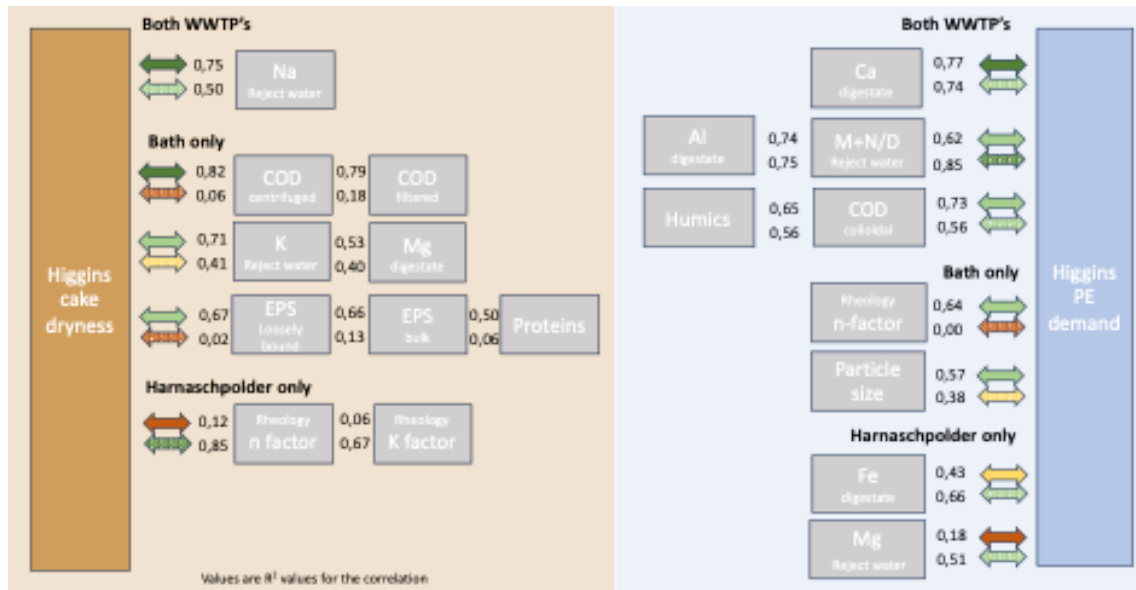 Both WWTP's
0,75
0,50
Na
Reject water
Bath only
0,82
0,06
COD
centrifuged
0,79
0,18
COD
filtered
0,71
0,41
K
Reject water
0,53
0,40
Mg
digestate
0,67
0,02
EPS
Loosely
bound
0,66
0,13
EPS
bulk
0,50
0,06
Proteins
Harnaschpolder only
0,12
0,85
Rheology
n factor
0,06
0,67
Rheology
K factor
Higgins
cake
dryness
Values are R² values for the correlation
Both WWTP's
Ca
digestate
0,77
0,74
Al
digestate
0,74
0,75
M+N/D
Reject water
0,62
0,85
Humics
0,65
0,56
COD
colloidal
0,73
0,56
Bath only
Rheology
n-factor
0,64
0,00
Particle
size
0,57
0,38
Harnaschpolder only
Fe
digestate
0,43
0,66
Mg
Reject water
0,18
0,51
Higgins
PE
demand